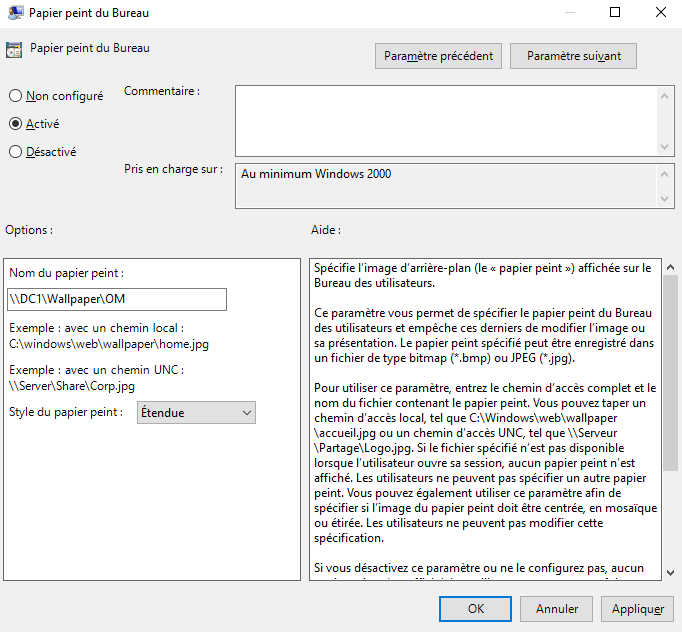 Papier peint du Bureau
Papier peint du Bureau
Paramètre précédent
Paramètre suivant
Non configuré
Commentaire :
Activé
Désactivé
Pris en charge sur :
Au minimum Windows 2000
Options :
Aide :
Nom du papier peint :
\\DC1\Wallpaper\OM
Exemple : avec un chemin local :
C:\windows\web\wallpaper\home.jpg
Exemple : avec un chemin UNC :
\\Server\Share\Corp.jpg
Style du papier peint :
Étendue
Spécifie l’image d’arrière-plan (le « papier peint ») affichée sur le
Bureau des utilisateurs.
Ce paramètre vous permet de spécifier le papier peint du Bureau
des utilisateurs et empêche ces derniers de modifier l’image ou
sa présentation. Le papier peint spécifié peut être enregistré dans
un fichier de type bitmap (*.bmp) ou JPEG (*.jpg).
Pour utiliser ce paramètre, entrez le chemin d’accès complet et le
nom du fichier contenant le papier peint. Vous pouvez taper un
chemin d’accès local, tel que C:\Windows\web\wallpaper
\accueil.jpg ou un chemin d’accès UNC, tel que \\Serveur
\Partage\Logo.jpg. Si le fichier spécifié n’est pas disponible
lorsque l’utilisateur ouvre sa session, aucun papier peint n’est
affiché. Les utilisateurs ne peuvent pas spécifier un autre papier
peint. Vous pouvez également utiliser ce paramètre afin de
spécifier si l’image du papier peint doit être centrée, en mosaïque
ou étirée. Les utilisateurs ne peuvent pas modifier cette
spécification.
Si vous désactivez ce paramètre ou ne le configurez pas, aucun
OK
Annuler
Appliquer